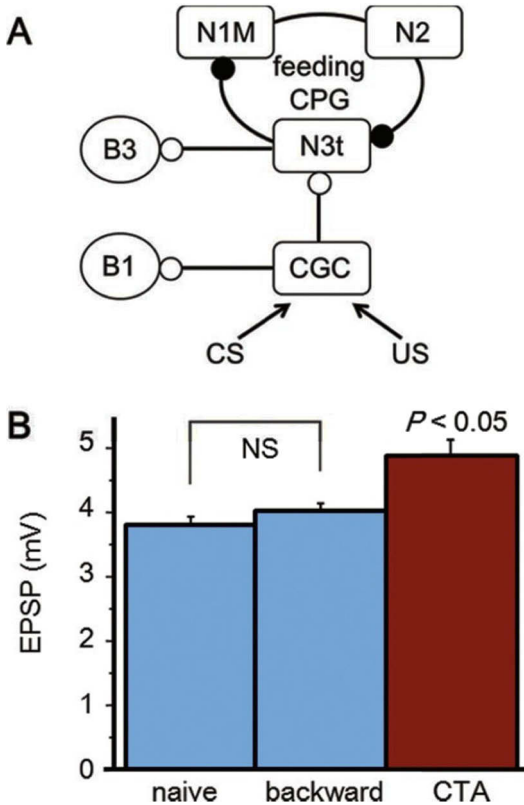 A
N1M
N2
feeding
CPG
B3
N3t
B1
CGC
CS
US
B
P < 0.05
NS
5
4
3
2
1
0
EPSP (mV)
naive
backward
CTA